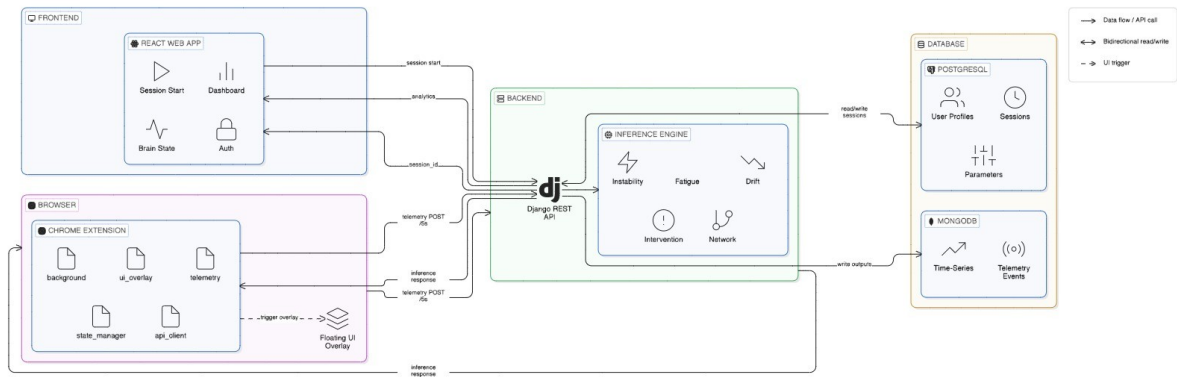 FRONTEND
REACT WEB APP
Session Start
Dashboard
Brain State
Auth
BROWSER
CHROME EXTENSION
background
ui_overlay
telemetry
state_manager
api_client
trigger overlay
Floating UI
Overlay
session start
analytics
session_id
telemetry POST
/5s
inference
response
telemetry POST
/5s
inference
response
BACKEND
dj
Django REST
API
INFERENCE ENGINE
Instability
Fatigue
Drift
Intervention
Network
read/write
sessions
write outputs
DATABASE
POSTGRESQL
User Profiles
Sessions
Parameters
MONGODB
Time-Series
Telemetry
Events
Data flow / API call
Bidirectional read/write
UI trigger